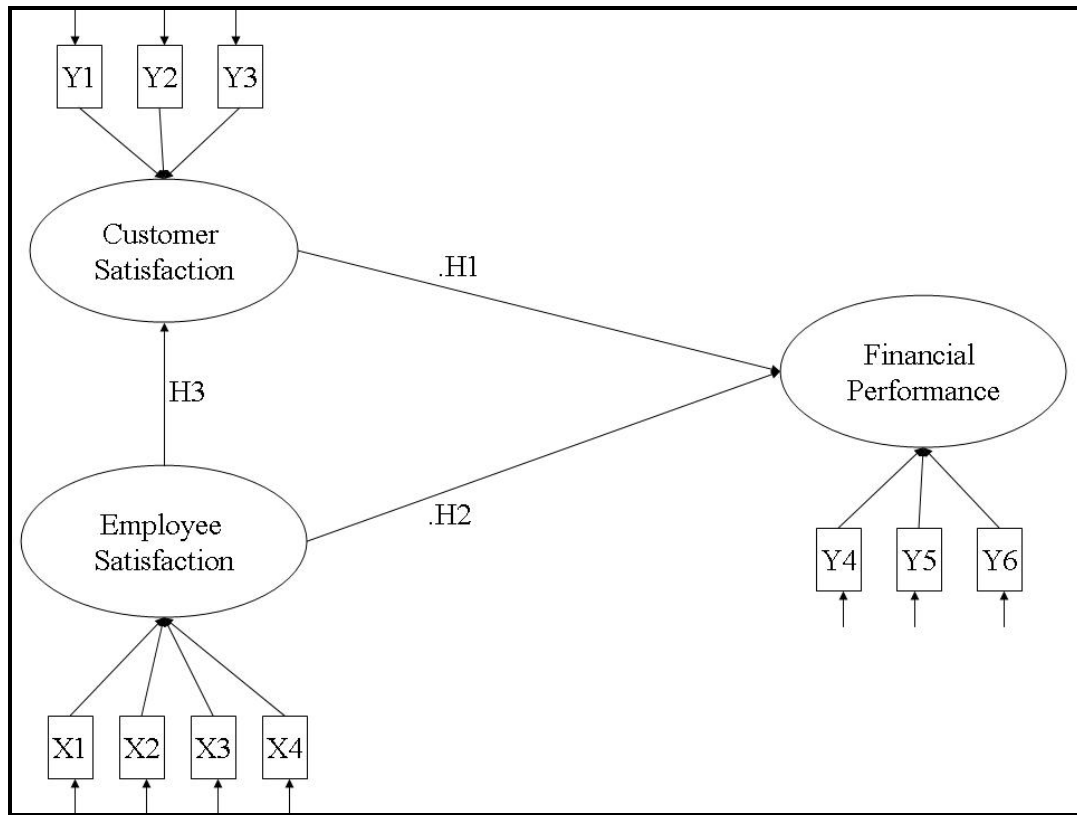 Y1 Y2 Y3
Customer
Satisfaction
.H1
Financial
Performance
H3
.H2
Employee
Satisfaction
Y4 Y5 Y6
X1 X2 X3 X4